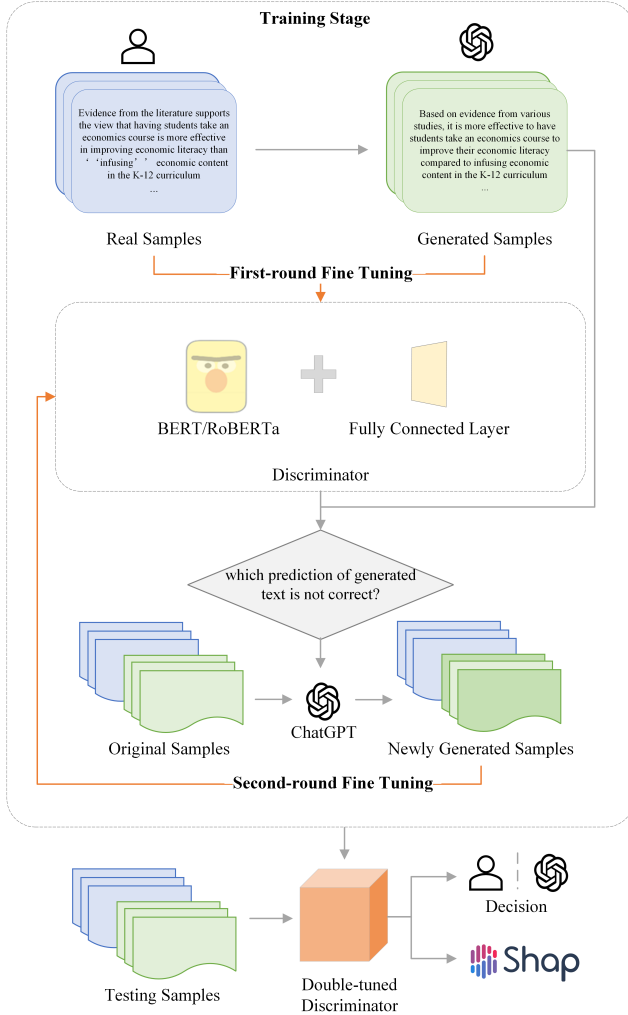 Training Stage
Evidence from the literature supports
the view that having students take an
economics course is more effective
in improving economic literacy than
‘ ‘infusing’ ’ economic content
in the K-12 curriculum
...
Based on evidence from various
studies, it is more effective to have
students take an economics course to
improve their economic literacy
compared to infusing economic
content in the K-12 curriculum
...
Real Samples
Generated Samples
First-round Fine Tuning
BERT/RoBERTa
Fully Connected Layer
Discriminator
which prediction of generated
text is not correct?
Original Samples
ChatGPT
Newly Generated Samples
Second-round Fine Tuning
Testing Samples
Double-tuned
Discriminator
Decision
Shap